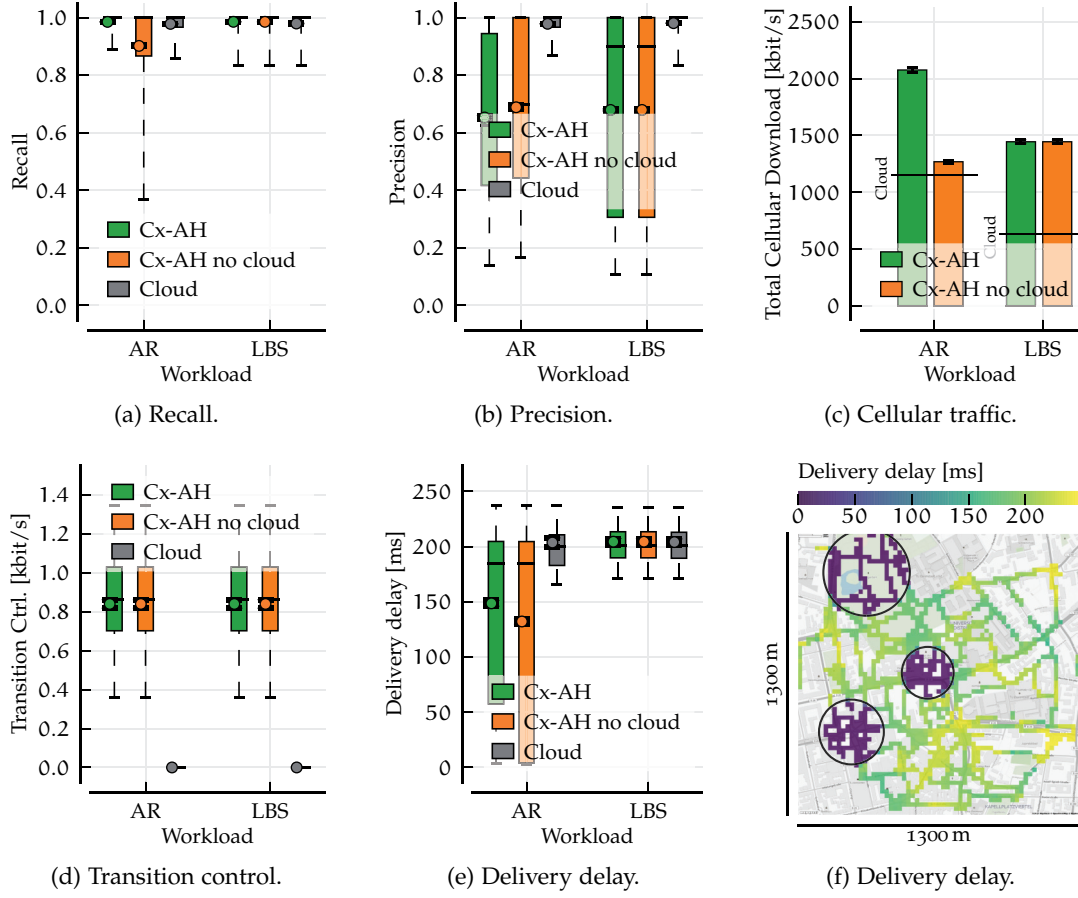 1.0
0.8
0.6
0.4
0.2
0.0
Recall
Cx-AH
Cx-AH no cloud
Cloud
AR
LBS
Workload
(a) Recall.
1.0
0.8
0.6
0.4
0.2
0.0
Precision
Cx-AH
Cx-AH no cloud
Cloud
AR
LBS
Workload
(b) Precision.
2500
2000
1500
1000
500
0
Total Cellular Download [kbit/s]
Cloud
Cloud
Cx-AH
Cx-AH no cloud
AR
LBS
Workload
(c) Cellular traffic.
1.4
1.2
1.0
0.8
0.6
0.4
0.2
0.0
Transition Ctrl. [kbit/s]
Cx-AH
Cx-AH no cloud
Cloud
AR
LBS
Workload
(d) Transition control.
250
200
150
100
50
0
Delivery delay [ms]
Cx-AH
Cx-AH no cloud
Cloud
AR
LBS
Workload
(e) Delivery delay.
Delivery delay [ms]
0 50 100 150 200
1300 m
1300 m
(f) Delivery delay.